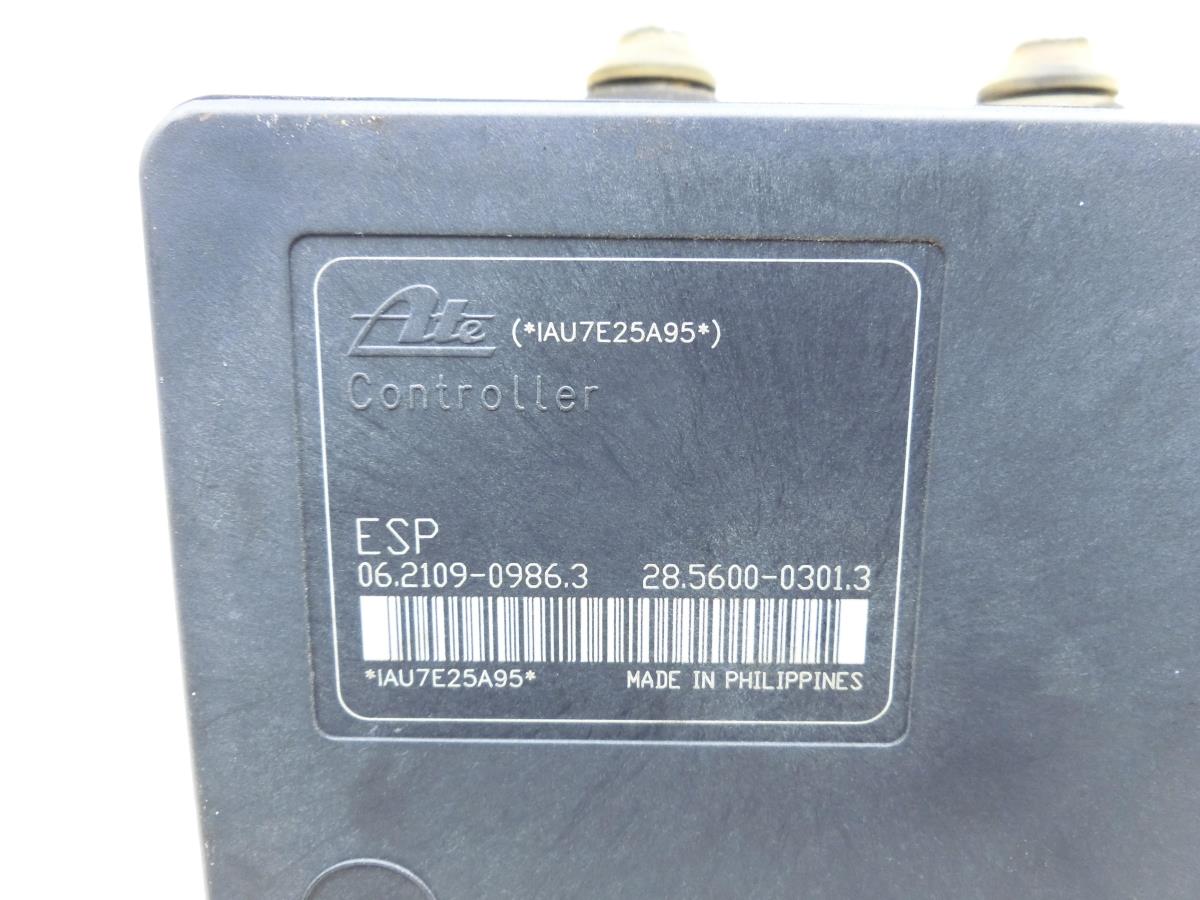 Ate (*IAU7E25A95*)
Controller
ESP
06.2109-0986.3 28.5600-0301.3
*IAU7E25A95* MADE IN PHILIPPINES